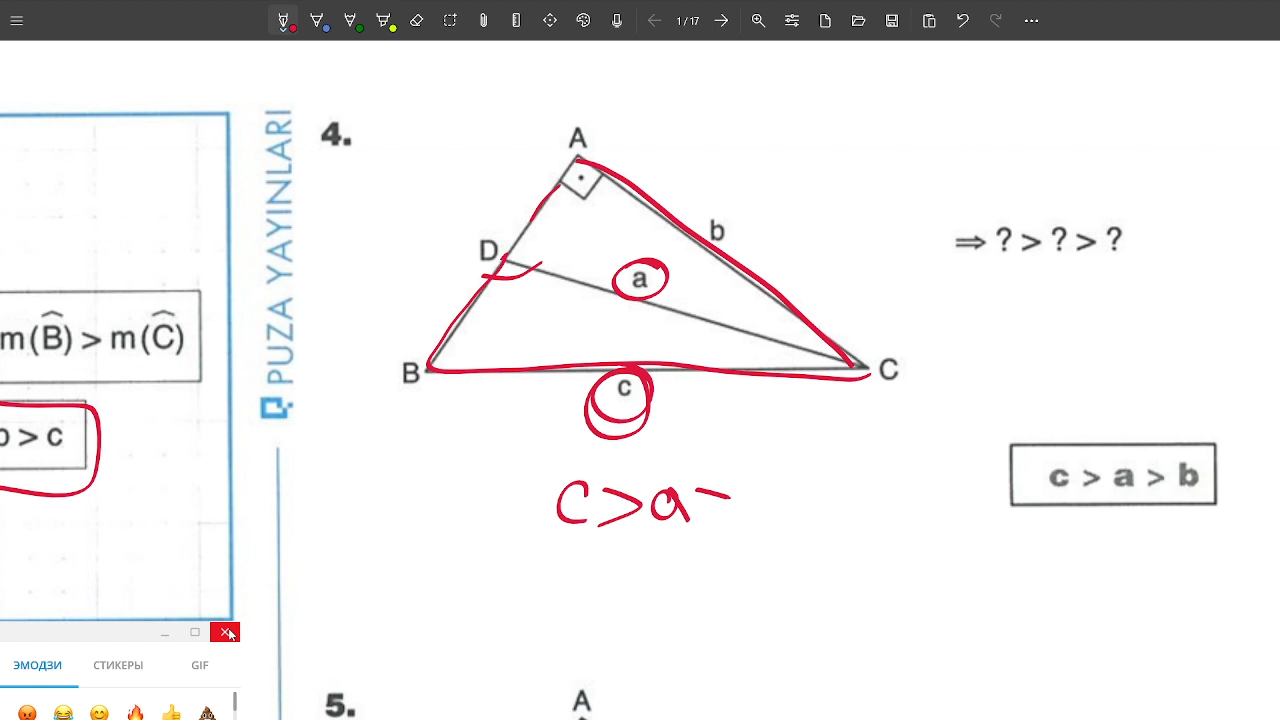 1/17
PUZA YAYINLARI
m(B̂) > m(Ĉ)
> c
4.
A
D
b
a
B
C
c
⇒ ? > ? > ?
c > a
c > a > b
ЭМОДЗИ
СТИКЕРЫ
GIF
5.
A